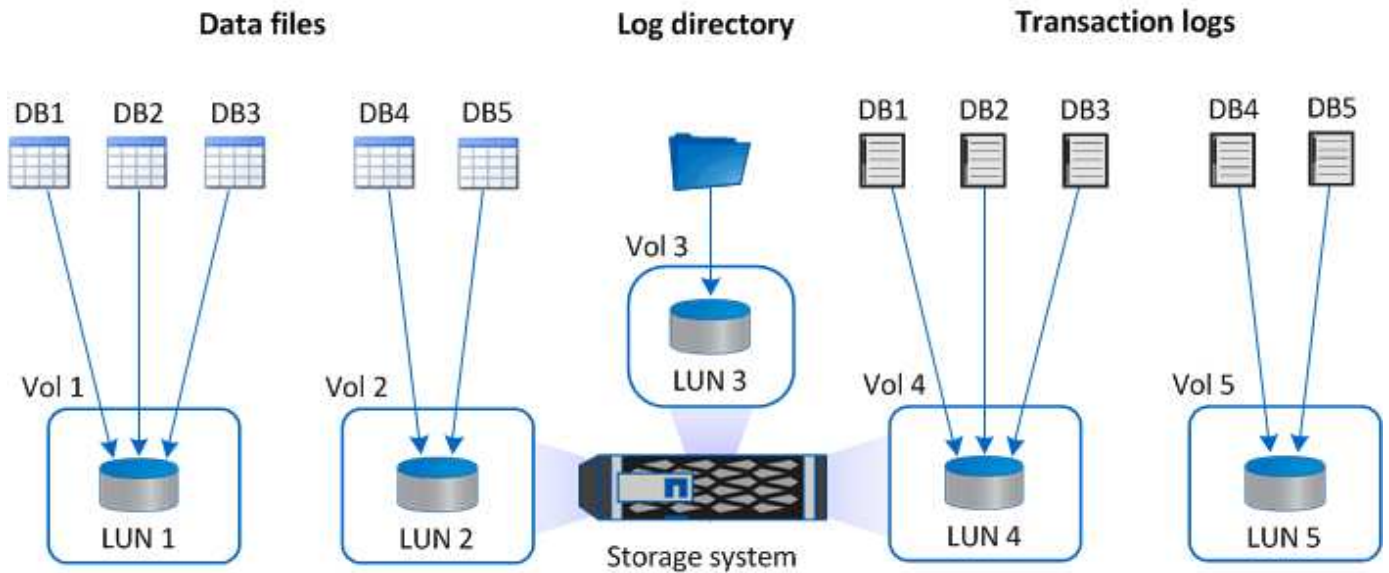 Data files
Log directory
Transaction logs
DB1 DB2 DB3 DB4 DB5
DB1 DB2 DB3 DB4 DB5
Vol 3
LUN 3
Vol 1 Vol 2
Vol 4 Vol 5
LUN 1 LUN 2
LUN 4 LUN 5
Storage system